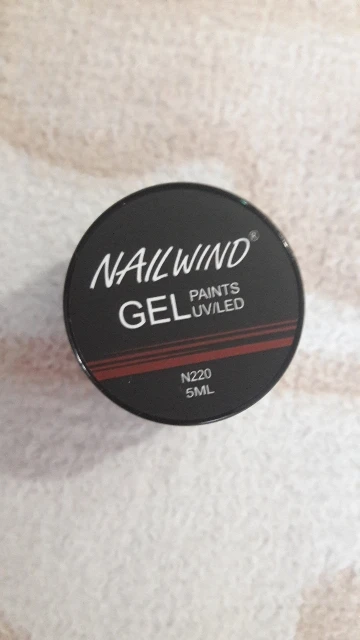 NAILWIND®
GEL PAINTS UV/LED
N220
5ML